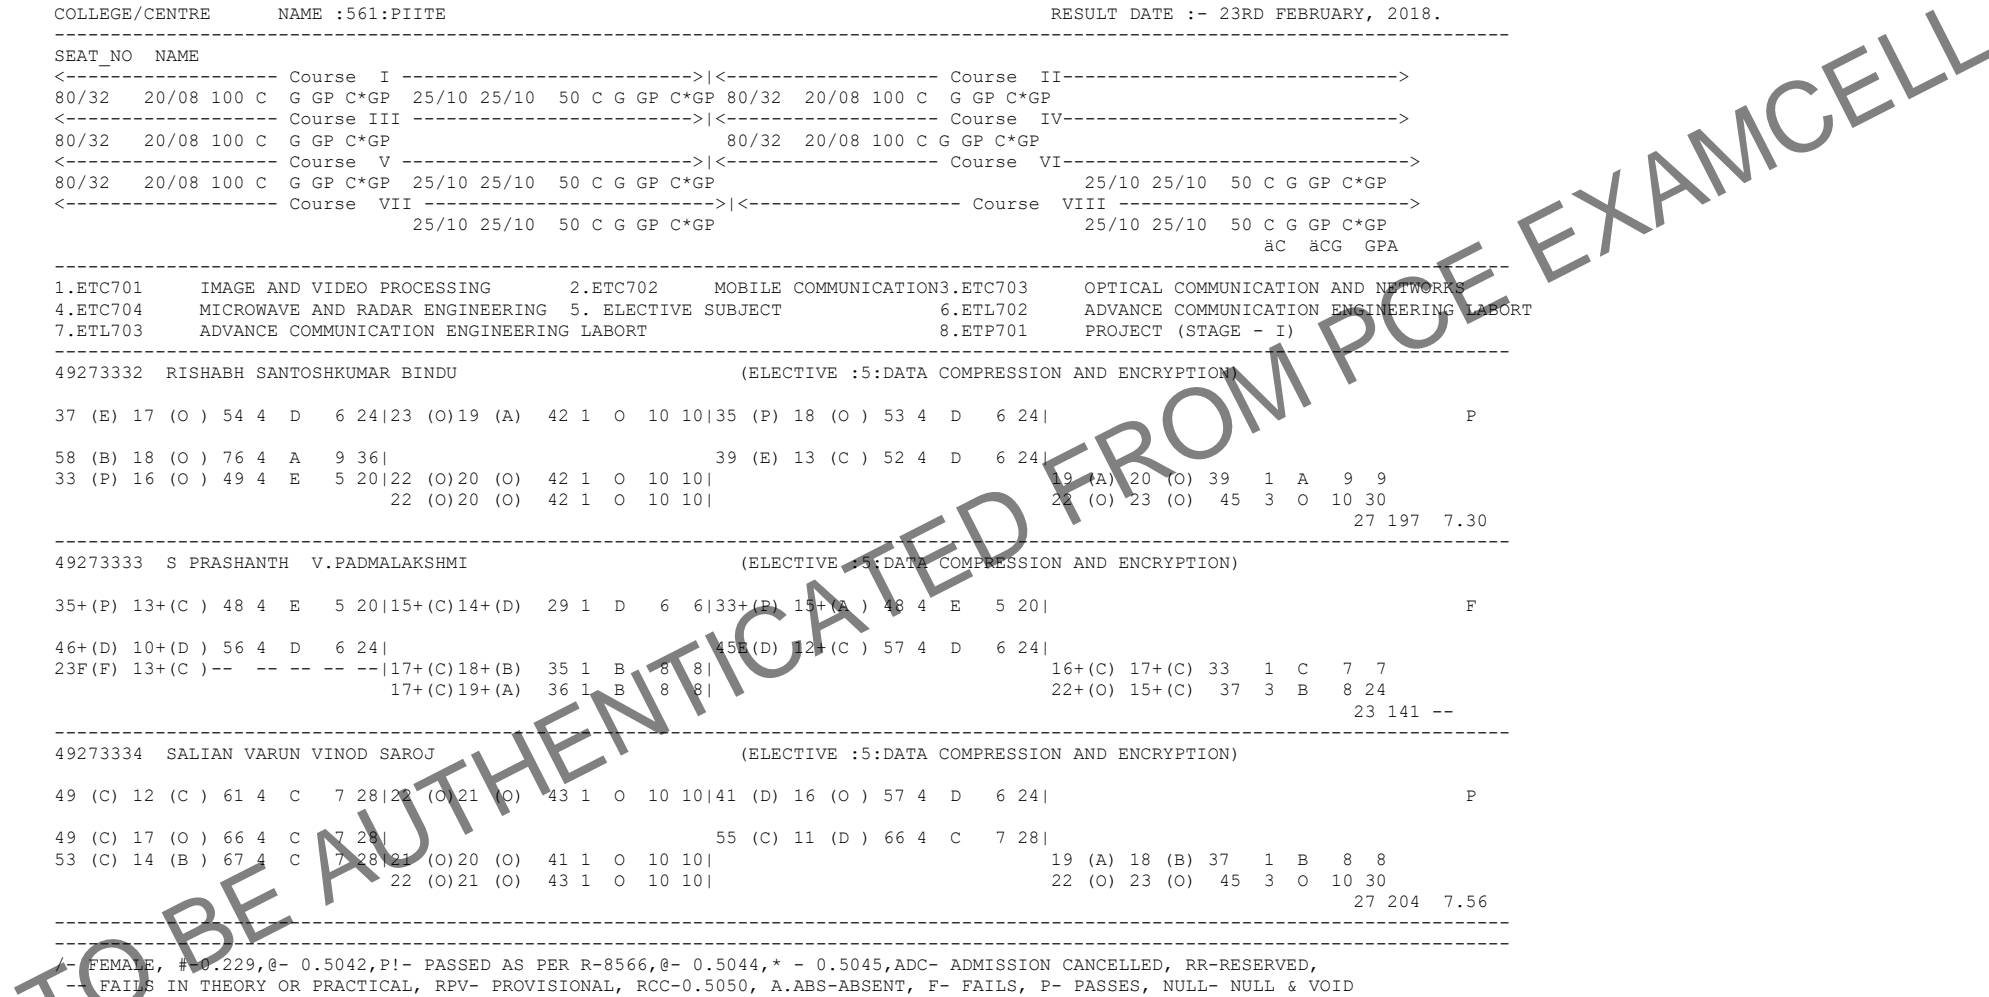 COLLEGE/CENTRE NAME :561:PIITE RESULT DATE :- 23RD FEBRUARY, 2018.
SEAT_NO NAME
<------------------- Course I -------------------------->|<------------------- Course II------------------------------>
80/32 20/08 100 C G GP C*GP 25/10 25/10 50 C G GP C*GP 80/32 20/08 100 C G GP C*GP
<------------------- Course III ------------------------->|<------------------- Course IV------------------------------>
80/32 20/08 100 C G GP C*GP 80/32 20/08 100 C G GP C*GP
<------------------- Course V -------------------------->|<------------------- Course VI------------------------------->
80/32 20/08 100 C G GP C*GP 25/10 25/10 50 C G GP C*GP 25/10 25/10 50 C G GP C*GP
<------------------- Course VII -------------------------->|<------------------- Course VIII ------------------------->
25/10 25/10 50 C G GP C*GP 25/10 25/10 50 C G GP C*GP
äC äCG GPA
1.ETC701 IMAGE AND VIDEO PROCESSING 2.ETC702 MOBILE COMMUNICATION3.ETC703 OPTICAL COMMUNICATION AND NETWORKS
4.ETC704 MICROWAVE AND RADAR ENGINEERING 5. ELECTIVE SUBJECT 6.ETL702 ADVANCE COMMUNICATION ENGINEERING LABORT
7.ETL703 ADVANCE COMMUNICATION ENGINEERING LABORT 8.ETP701 PROJECT (STAGE - I)
49273332 RISHABH SANTOSHKUMAR BINDU (ELECTIVE :5:DATA COMPRESSION AND ENCRYPTION)
37 (E) 17 (O ) 54 4 D 6 24|23 (O)19 (A) 42 1 O 10 10|35 (P) 18 (O ) 53 4 D 6 24| P
58 (B) 18 (O ) 76 4 A 9 36| 39 (E) 13 (C ) 52 4 D 6 24|
33 (P) 16 (O ) 49 4 E 5 20|22 (O)20 (O) 42 1 O 10 10| 19 (A) 20 (O) 39 1 A 9 9
22 (O)20 (O) 42 1 O 10 10| 22 (O) 23 (O) 45 3 O 10 30
27 197 7.30
49273333 S PRASHANTH V.PADMALAKSHMI (ELECTIVE :5:DATA COMPRESSION AND ENCRYPTION)
35+(P) 13+(C ) 48 4 E 5 20|15+(C)14+(D) 29 1 D 6 6|33+(P) 15+(A ) 48 4 E 5 20| F
46+(D) 10+(D ) 56 4 D 6 24| 45E(D) 12+(C ) 57 4 D 6 24|
23F(F) 13+(C )-- -- -- -- --|17+(C)18+(B) 35 1 B 8 8| 16+(C) 17+(C) 33 1 C 7 7
17+(C)19+(A) 36 1 B 8 8| 22+(O) 15+(C) 37 3 B 8 24
23 141 --
49273334 SALIAN VARUN VINOD SAROJ (ELECTIVE :5:DATA COMPRESSION AND ENCRYPTION)
49 (C) 12 (C ) 61 4 C 7 28|22 (O)21 (O) 43 1 O 10 10|41 (D) 16 (O ) 57 4 D 6 24| P
49 (C) 17 (O ) 66 4 C 7 28| 55 (C) 11 (D ) 66 4 C 7 28|
53 (C) 14 (B ) 67 4 C 7 28|21 (O)20 (O) 41 1 O 10 10| 19 (A) 18 (B) 37 1 B 8 8
22 (O)21 (O) 43 1 O 10 10| 22 (O) 23 (O) 45 3 O 10 30
27 204 7.56
/- FEMALE, #-0.229,@- 0.5042,P!- PASSED AS PER R-8566,@- 0.5044,* - 0.5045,ADC- ADMISSION CANCELLED, RR-RESERVED,
-- FAILS IN THEORY OR PRACTICAL, RPV- PROVISIONAL, RCC-0.5050, A.ABS-ABSENT, F- FAILS, P- PASSES, NULL- NULL & VOID
TO BE AUTHENTICATED FROM PCE EXAMCELL